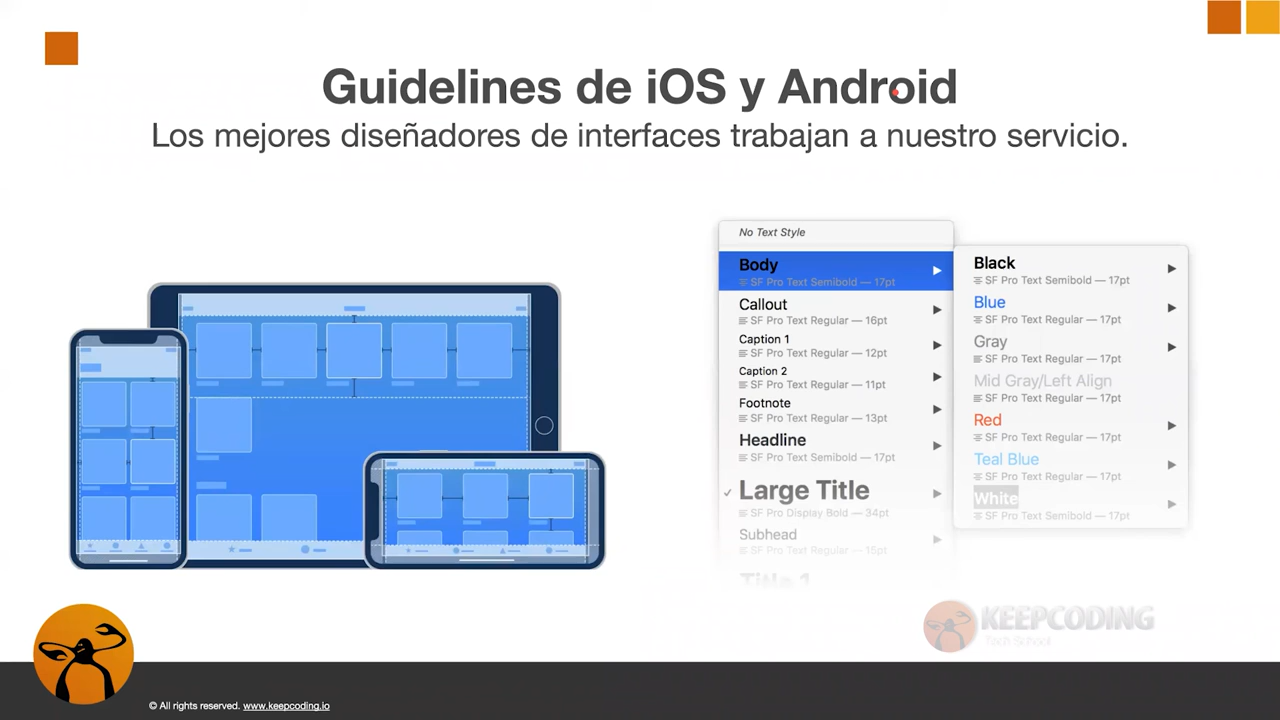 Guidelines de iOS y Android
Los mejores diseñadores de interfaces trabajan a nuestro servicio.
No Text Style
Body
SF Pro Text Semibold — 17pt
Callout
SF Pro Text Regular — 16pt
Caption 1
SF Pro Text Regular — 12pt
Caption 2
SF Pro Text Regular — 11pt
Footnote
SF Pro Text Regular — 13pt
Headline
SF Pro Text Semibold — 17pt
✓ Large Title
SF Pro Display Bold — 34pt
Subhead
SF Pro Text Regular — 15pt
Title 1
Black
SF Pro Text Semibold — 17pt
Blue
SF Pro Text Regular — 17pt
Gray
SF Pro Text Regular — 17pt
Mid Gray/Left Align
SF Pro Text Regular — 17pt
Red
SF Pro Text Regular — 17pt
Teal Blue
SF Pro Text Regular — 17pt
White
SF Pro Text Semibold — 17pt
KEEPCODING
Tech School
© All rights reserved. www.keepcoding.io